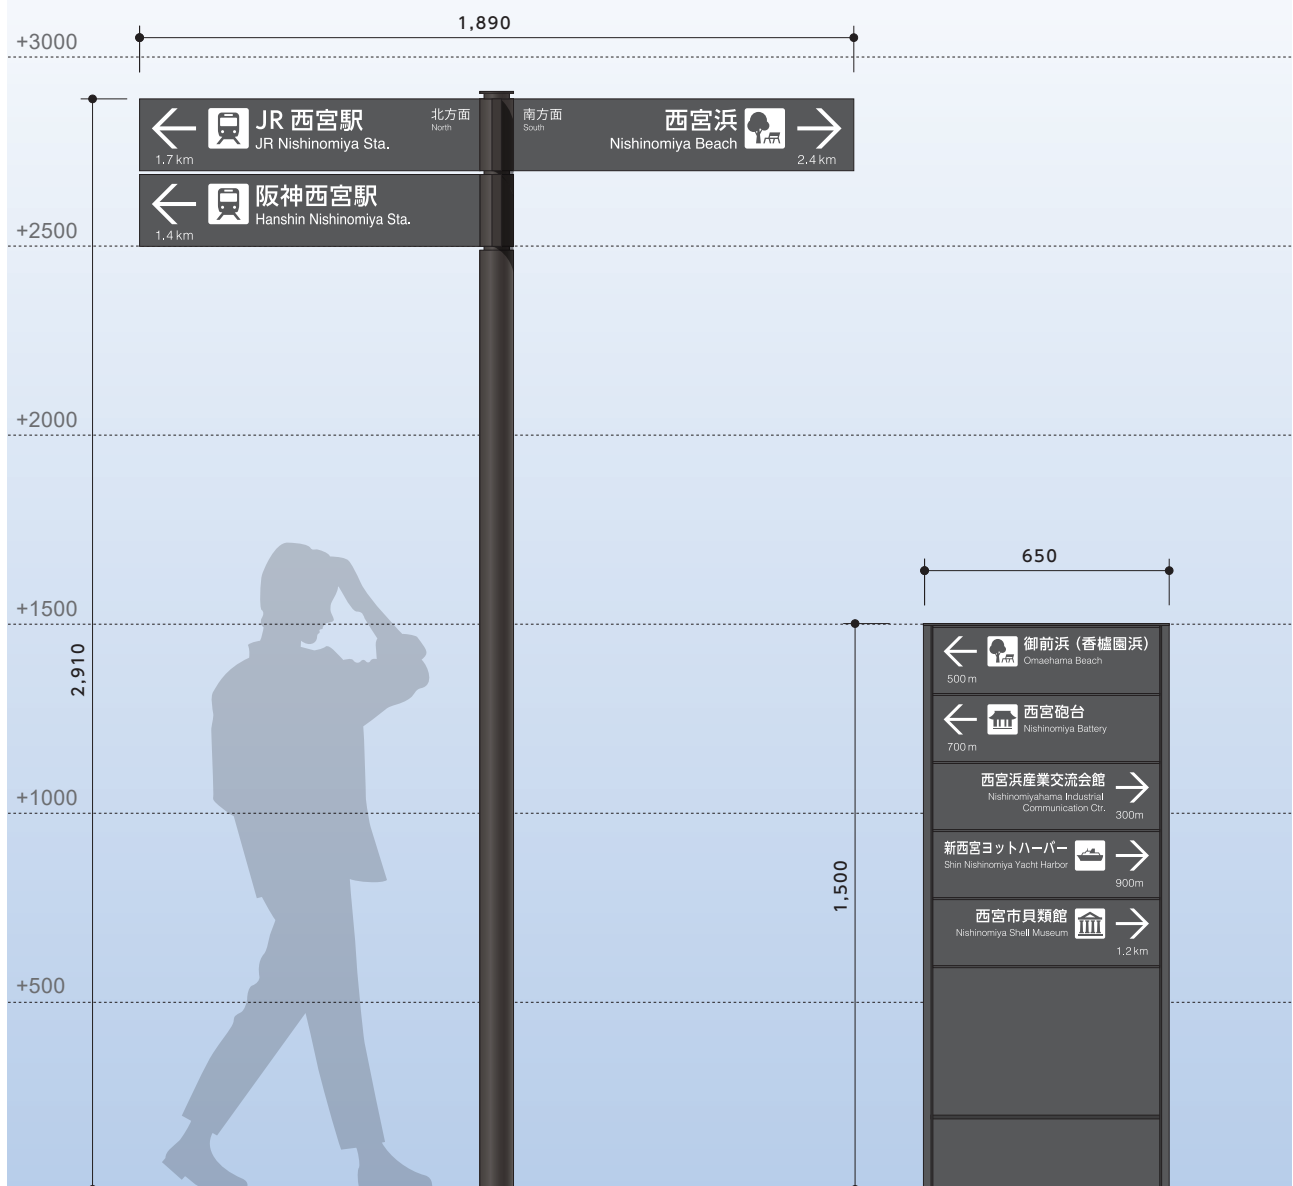 1,890
+3000
JR 西宮駅
JR Nishinomiya Sta.
1.7 km
北方面
North
南方面
South
西宮浜
Nishinomiya Beach
2.4 km
阪神西宮駅
Hanshin Nishinomiya Sta.
1.4 km
+2500
+2000
+1500
+1000
+500
2,910
650
1,500
御前浜（香櫨園浜）
Omaehama Beach
500 m
西宮砲台
Nishinomiya Battery
700 m
西宮浜産業交流会館
Nishinomiyahama Industrial
Communication Ctr.
300m
新西宮ヨットハーバー
Shin Nishinomiya Yacht Harbor
900m
西宮市貝類館
Nishinomiya Shell Museum
1.2 km